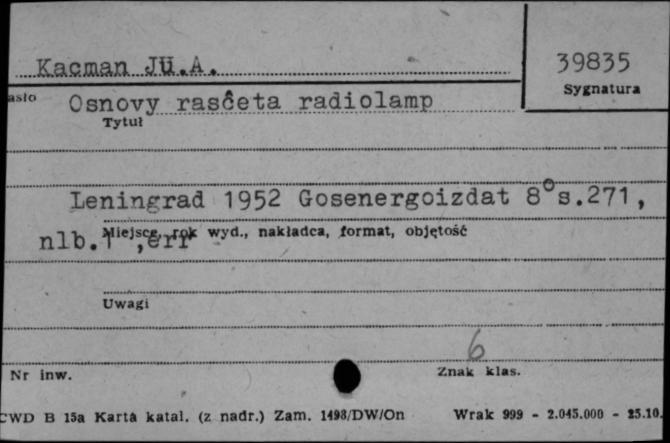 Kacman JU.A.
39835
Sygnatura
asło Osnovy rasčeta radiolamp
Tytuł
Leningrad 1952 Gosenergoizdat 8° s.271,
nlb.1 ,err
Miejsce, rok wyd., nakładca, format, objętość
Uwagi
6
Nr inw.
Znak klas.
CWD B 15a Karta katal. (z nadr.) Zam. 1498/DW/On Wrak 999 - 2.045.000 - 25.10.